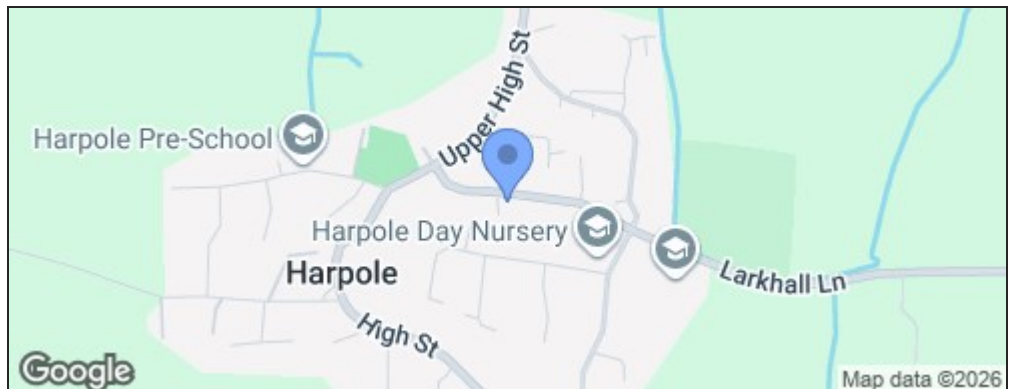 Upper High St
Harpole Pre-School
Harpole Day Nursery
Harpole
Larkhall Ln
High St
Google
Map data ©2026